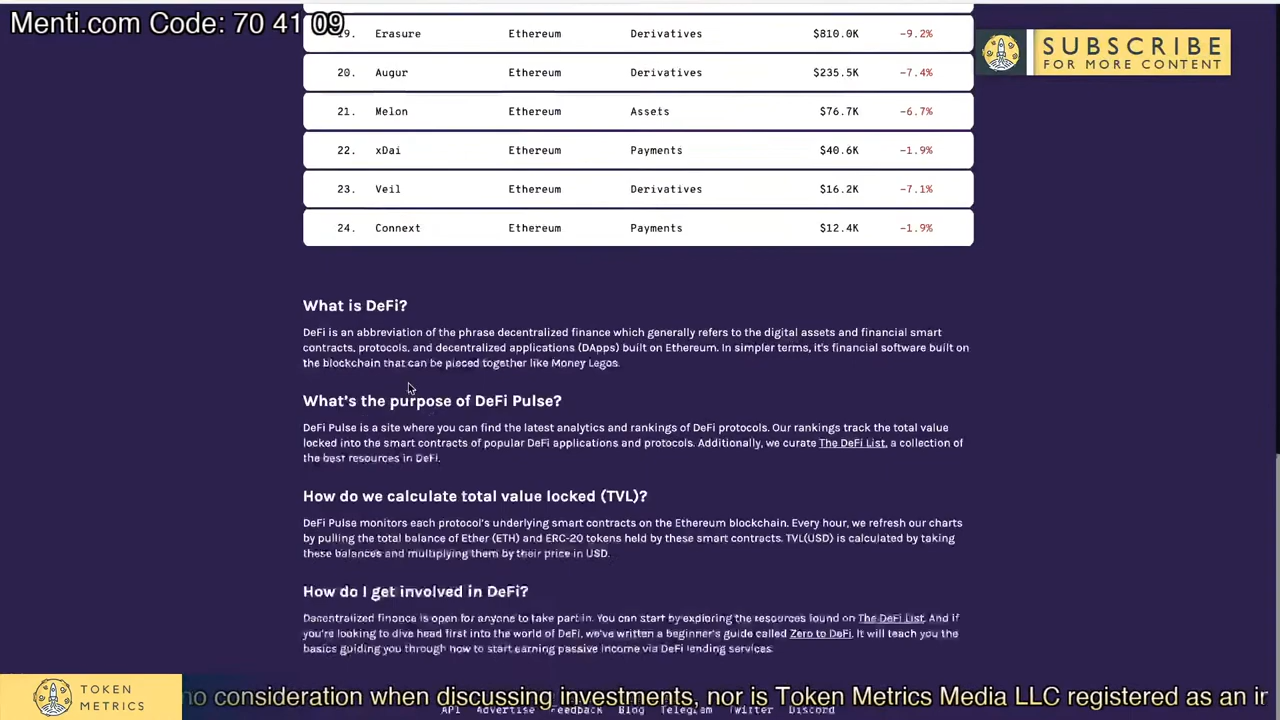 Menti.com Code: 70 41 09
SUBSCRIBE
FOR MORE CONTENT
19. Erasure Ethereum Derivatives $810.0K -9.2%
20. Augur Ethereum Derivatives $235.5K -7.4%
21. Melon Ethereum Assets $76.7K -6.7%
22. xDai Ethereum Payments $40.6K -1.9%
23. Veil Ethereum Derivatives $16.2K -7.1%
24. Connext Ethereum Payments $12.4K -1.9%
What is DeFi?
DeFi is an abbreviation of the phrase decentralized finance which generally refers to the digital assets and financial smart
contracts, protocols, and decentralized applications (DApps) built on Ethereum. In simpler terms, it's financial software built on
the blockchain that can be pieced together like Money Legos.
What's the purpose of DeFi Pulse?
DeFi Pulse is a site where you can find the latest analytics and rankings of DeFi protocols. Our rankings track the total value
locked into the smart contracts of popular DeFi applications and protocols. Additionally, we curate The DeFi List, a collection of
the best resources in DeFi.
How do we calculate total value locked (TVL)?
DeFi Pulse monitors each protocol's underlying smart contracts on the Ethereum blockchain. Every hour, we refresh our charts
by pulling the total balance of Ether (ETH) and ERC-20 tokens held by these smart contracts. TVL(USD) is calculated by taking
these balances and multiplying them by their price in USD.
How do I get involved in DeFi?
Decentralized finance is open for anyone to take part in. You can start by exploring the resources found on The DeFi List. And if
you're looking to dive head first into the world of DeFi, we've written a beginner's guide called Zero to DeFi. It will teach you the
basics guiding you through how to start earning passive income via DeFi lending services.
TOKEN
METRICS
no consideration when discussing investments, nor is Token Metrics Media LLC registered as an i
API Advertise Feedback Blog Telegram Twitter Discord